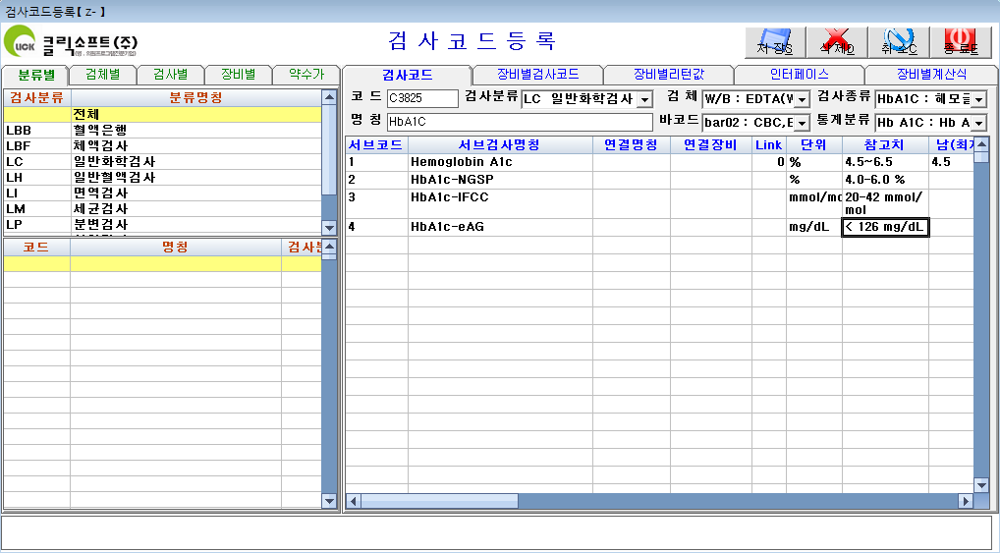 검사코드등록【 z- 】
CLICK 클릭소프트(주)
검 사 코 드 등 록
저 장S 삭 제D 취 소C 종 료E
분류별 검체별 검사별 장비별 약수가
검사코드 장비별검사코드 장비별리턴값 인터페이스 장비별계산식
검사분류 분류명칭
전체
LBB 혈액은행
LBF 체액검사
LC 일반화학검사
LH 일반혈액검사
LI 면역검사
LM 세균검사
LP 분변검사
코드 명칭 검사분
코 드 C3825 검사분류 LC 일반화학검사 검 체 W/B : EDTA(W 검사종류 HbA1C : 헤모글
명 칭 HbA1C 바코드 bar02 : CBC,E 통계분류 Hb A1C : Hb A
서브코드 서브검사명칭 연결명칭 연결장비 Link 단위 참고치 남(최저
1 Hemoglobin A1c 0 % 4.5~6.5 4.5
2 HbA1c-NGSP % 4.0-6.0 %
3 HbA1c-IFCC mmol/mo 20-42 mmol/
mol
4 HbA1c-eAG mg/dL < 126 mg/dL